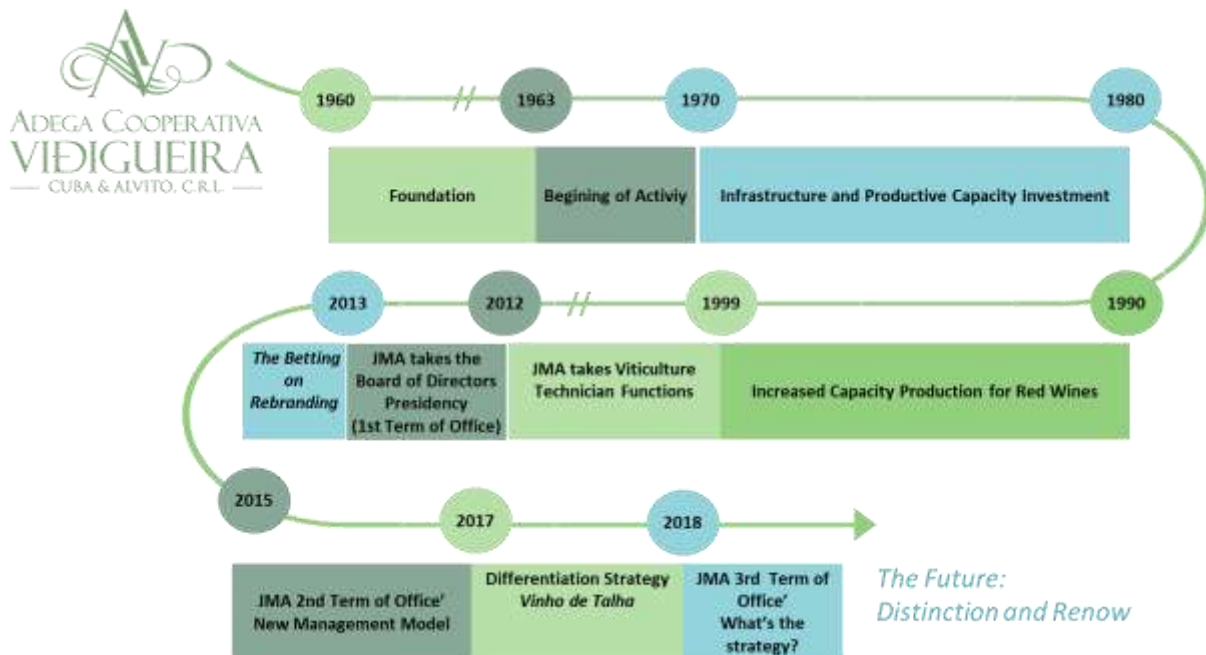 ADEGA COOPERATIVA
VIDIGUEIRA
CUBA & ALVITO, C.R.L.
1960
//
1963
1970
1980
Foundation
Begining of Activiy
Infrastructure and Productive Capacity Investment
2013
2012
//
1999
1990
The Betting
on
Rebranding
JMA takes the
Board of Directors
Presidency
(1st Term of Office)
JMA takes Viticulture
Technician Functions
Increased Capacity Production for Red Wines
2015
2017
2018
JMA 2nd Term of Office'
New Management Model
Differentiation Strategy
Vinho de Talha
JMA 3rd Term of
Office'
What's the
strategy?
The Future:
Distinction and Renow